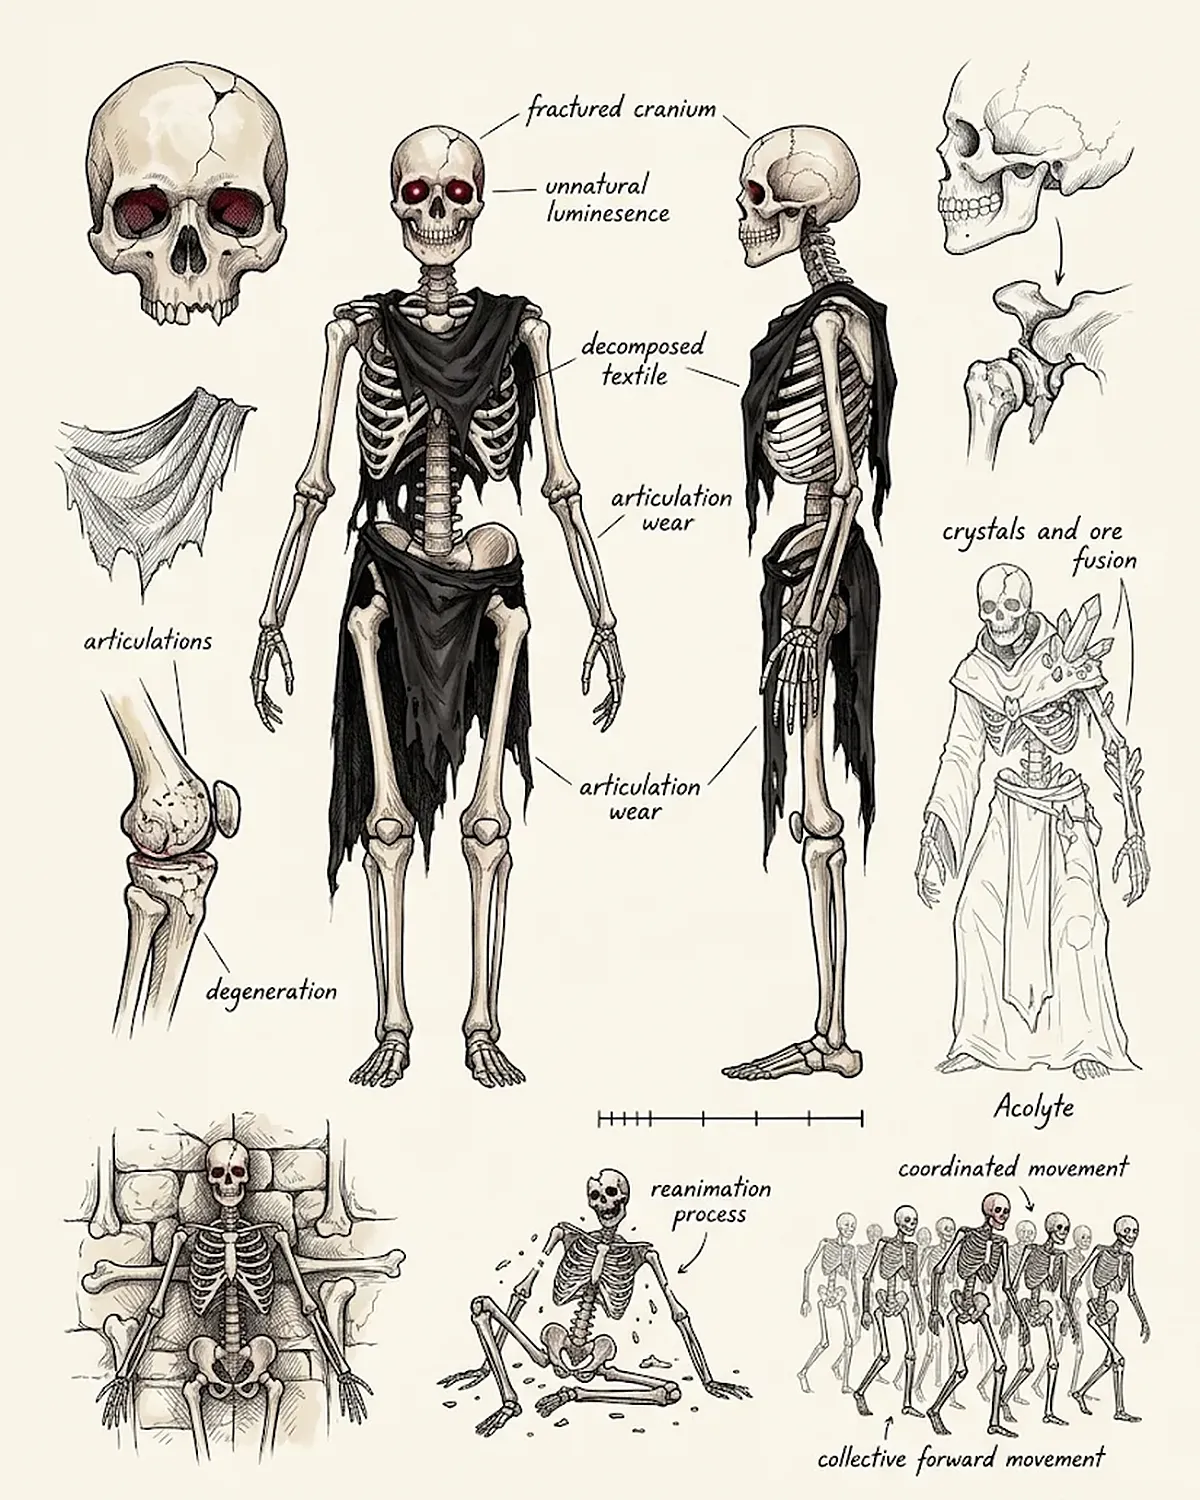 fractured cranium
unnatural
luminesence
decomposed
textile
articulation
wear
crystals and ore
fusion
articulations
articulation
wear
degeneration
Acolyte
coordinated movement
reanimation
process
collective forward movement